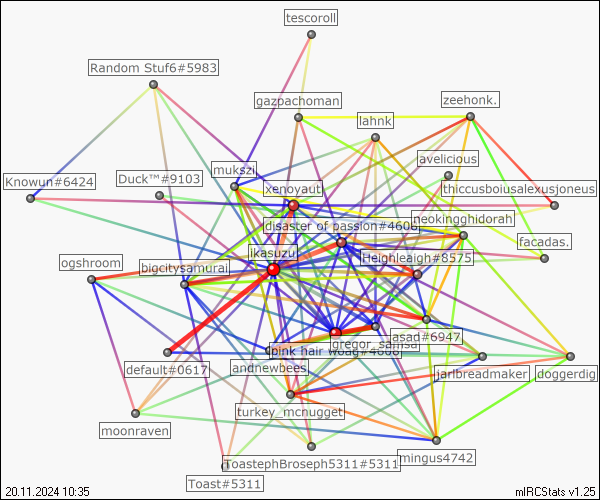 tescoroll
Random Stuf6#5983
gazpachoman
zeehonk.
lahnk
avelicious
mukszi
Duck™#9103
Knowun#6424
xenoyaut
thiccusboiusalexusjoneus
neokinghidorah
disaster of passion#4606
facadas.
ikasuzu
Heighleaigh#8575
ogshroom
bigcitysamurai
asad#6947
gregor_samsa
pink hair woag#4808
default#0617
andnewbees
jarlbreadmaker
doggerdig
turkey_mcnugget
moonraven
mingus4742
ToastephBroseph5311#5311
Toast#5311
20.11.2024 10:35
mIRCStats v1.25